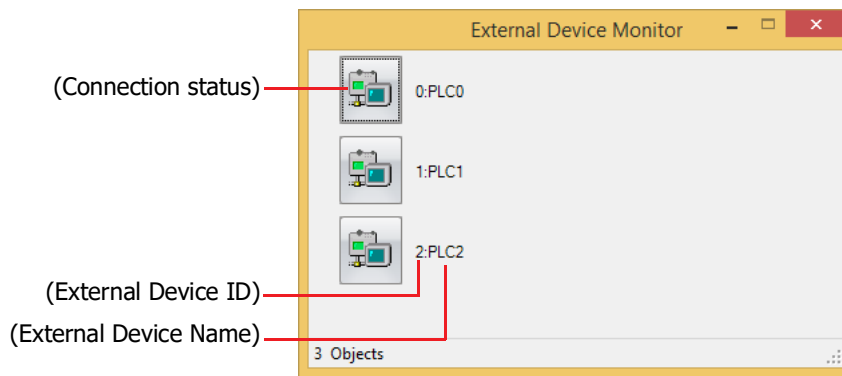 External Device Monitor
(Connection status)
0:PLC0
1:PLC1
2:PLC2
(External Device ID)
(External Device Name)
3 Objects